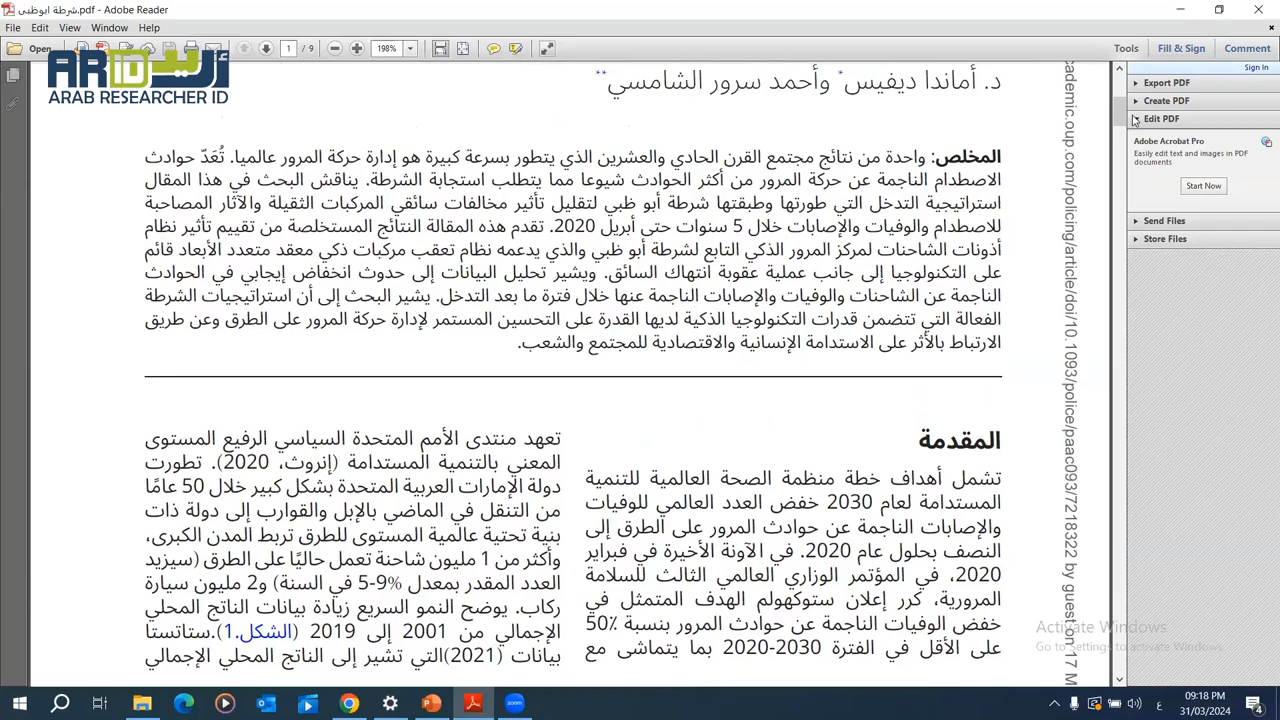 شرطة ابوظبي.pdf - Adobe Reader
File Edit View Window Help
Open 1 / 9 198% Tools Fill & Sign Comment
أريد
ARID
ARAB RESEARCHER ID
Sign In
Export PDF
Create PDF
Edit PDF
Adobe Acrobat Pro
Easily edit text and images in PDF
documents
Start Now
Send Files
Store Files
د. أماندا ديفيس* وأحمد سرور الشامسي**
المخلص: واحدة من نتائج مجتمع القرن الحادي والعشرين الذي يتطور بسرعة كبيرة هو إدارة حركة المرور عالميا. تُعَدّ حوادث
الاصطدام الناجمة عن حركة المرور من أكثر الحوادث شيوعا مما يتطلب استجابة الشرطة. يناقش البحث في هذا المقال
استراتيجية التدخل التي طورتها وطبقتها شرطة أبو ظبي لتقليل تأثير مخالفات سائقي المركبات الثقيلة والآثار المصاحبة
للاصطدام والوفيات والإصابات خلال 5 سنوات حتى أبريل 2020. تقدم هذه المقالة النتائج المستخلصة من تقييم تأثير نظام
أذونات الشاحنات لمركز المرور الذكي التابع لشرطة أبو ظبي والذي يدعمه نظام تعقب مركبات ذكي معقد متعدد الأبعاد قائم
على التكنولوجيا إلى جانب عملية عقوبة انتهاك السائق. ويشير تحليل البيانات إلى حدوث انخفاض إيجابي في الحوادث
الناجمة عن الشاحنات والوفيات والإصابات الناجمة عنها خلال فترة ما بعد التدخل. يشير البحث إلى أن استراتيجيات الشرطة
الفعالة التي تتضمن قدرات التكنولوجيا الذكية لديها القدرة على التحسين المستمر لإدارة حركة المرور على الطرق وعن طريق
الارتباط بالأثر على الاستدامة الإنسانية والاقتصادية للمجتمع والشعب.
المقدمة
تشمل أهداف خطة منظمة الصحة العالمية للتنمية
المستدامة لعام 2030 خفض العدد العالمي للوفيات
والإصابات الناجمة عن حوادث المرور على الطرق إلى
النصف بحلول عام 2020. في الآونة الأخيرة في فبراير
2020، في المؤتمر الوزاري العالمي الثالث للسلامة
المرورية، كرر إعلان ستوكهولم الهدف المتمثل في
خفض الوفيات الناجمة عن حوادث المرور بنسبة 50٪
على الأقل في الفترة 2030-2020 بما يتماشى مع
تعهد منتدى الأمم المتحدة السياسي الرفيع المستوى
المعني بالتنمية المستدامة (إنروث، 2020). تطورت
دولة الإمارات العربية المتحدة بشكل كبير خلال 50 عامًا
من التنقل في الماضي بالإبل والقوارب إلى دولة ذات
بنية تحتية عالمية المستوى للطرق تربط المدن الكبرى،
وأكثر من 1 مليون شاحنة تعمل حاليًا على الطرق (سيزيد
العدد المقدر بمعدل %9-5 في السنة) و2 مليون سيارة
ركاب. يوضح النمو السريع زيادة بيانات الناتج المحلي
الإجمالي من 2001 إلى 2019 (الشكل.1).ستاتستا
بيانات (2021)التي تشير إلى الناتج المحلي الإجمالي
cademic.oup.com/policing/article/doi/10.1093/police/paac093/7218322 by guest on 17 M
Activate Windows
Go to Settings to activate Windows.
zoom
ع
09:18 PM
31/03/2024
4